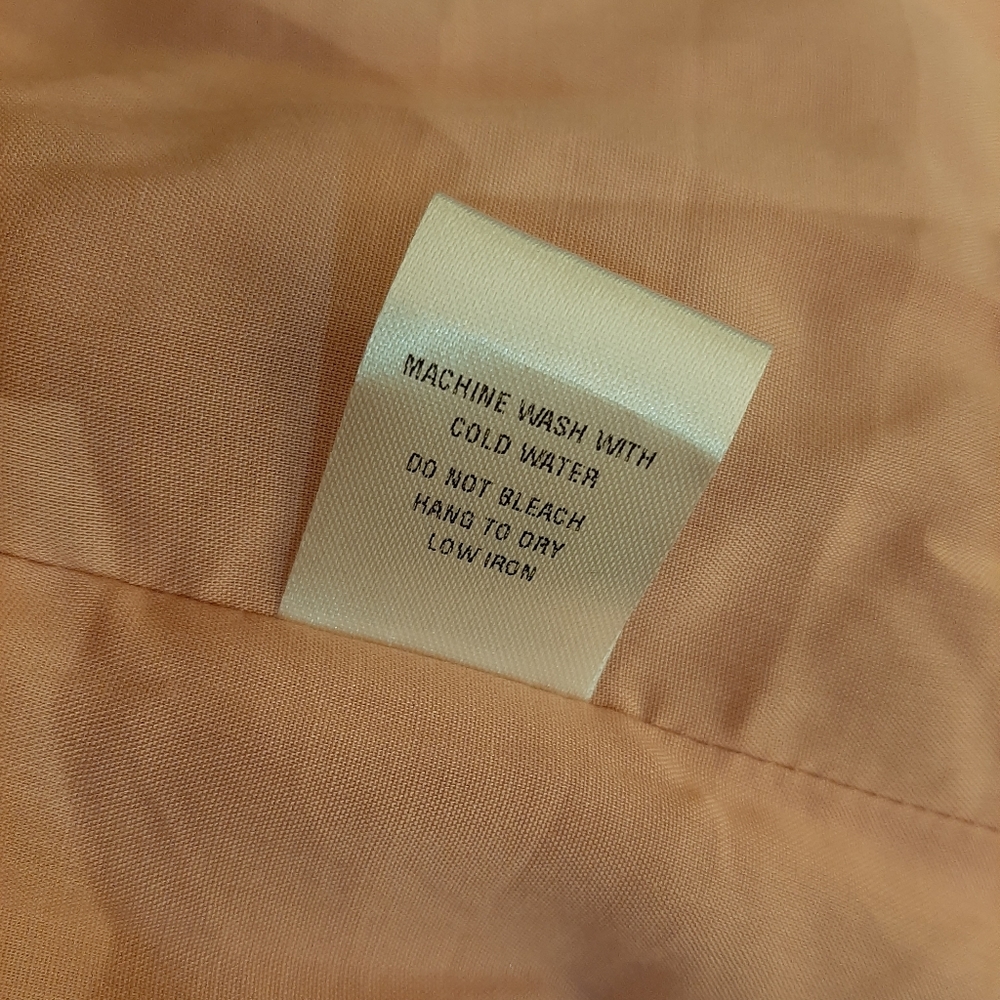 MACHINE WASH WITH
COLD WATER
DO NOT BLEACH
HANG TO DRY
LOW IRON